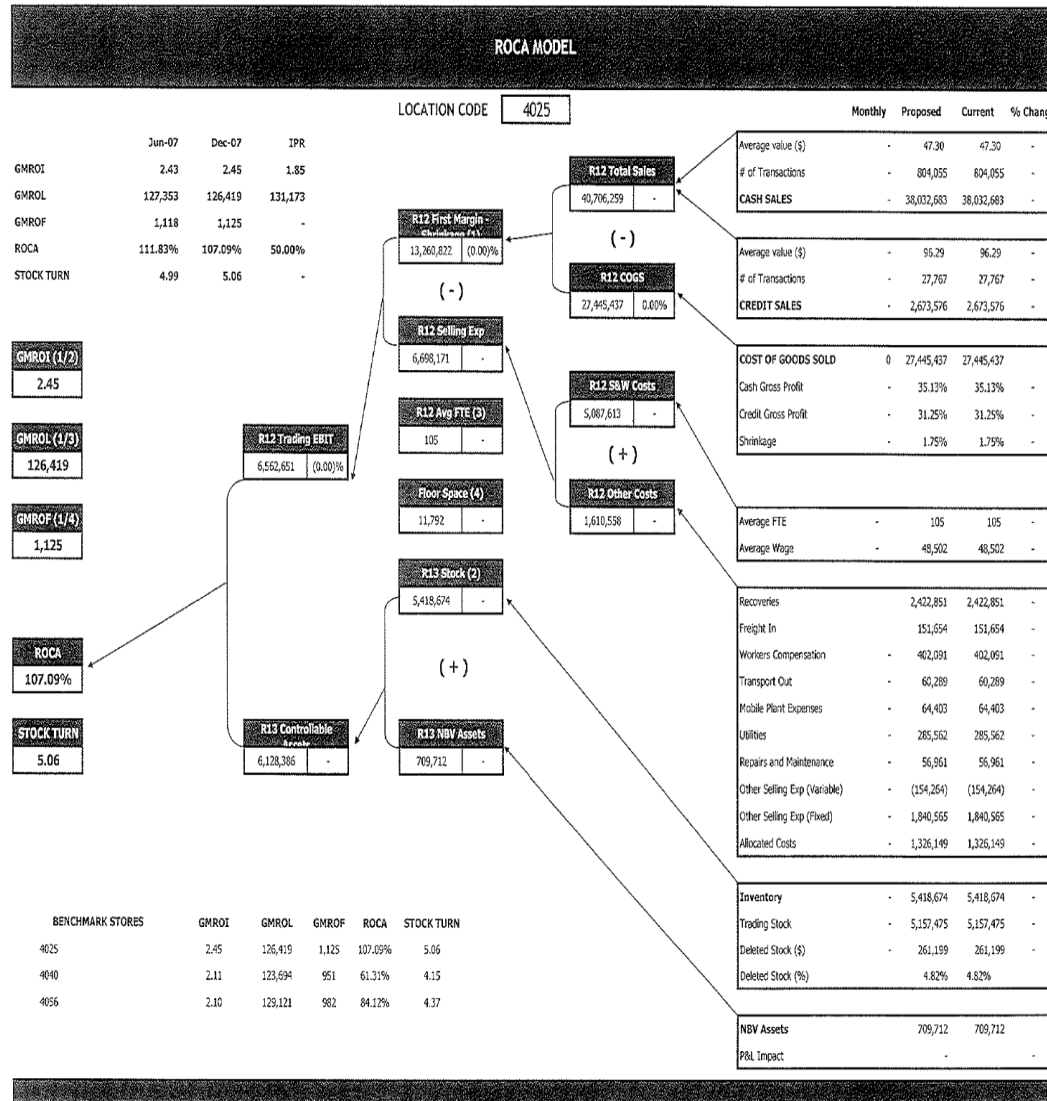 ROCA MODEL
LOCATION CODE 4025
Monthly Proposed Current % Chang
Jun-07 Dec-07 IPR
GMROI 2.43 2.45 1.85
GMROL 127,353 126,419 131,173
GMROF 1,118 1,125 -
ROCA 111.83% 107.09% 50.00%
STOCK TURN 4.99 5.06 -
GMROI (1/2)
2.45
GMROL (1/3)
126,419
GMROF (1/4)
1,125
ROCA
107.09%
STOCK TURN
5.06
R12 Trading EBIT
6,562,651 (0.00)%
R13 Controllable
Assets
6,128,386 -
R12 First Margin -
Shrinkage (1)
13,260,822 (0.00)%
(-)
R12 Selling Exp
6,698,171 -
R12 Avg FTE (3)
105 -
Floor Space (4)
11,792 -
R13 Stock (2)
5,418,674 -
(+)
R13 NBV Assets
709,712 -
R12 Total Sales
40,706,259 -
(-)
R12 COGS
27,445,437 0.00%
R12 S&W Costs
5,087,613 -
(+)
R12 Other Costs
1,610,558 -
Average value ($) - 47.30 47.30 -
# of Transactions - 804,055 804,055 -
CASH SALES - 38,032,683 38,032,683 -
Average value ($) - 96.29 96.29 -
# of Transactions - 27,767 27,767 -
CREDIT SALES - 2,673,576 2,673,576 -
COST OF GOODS SOLD 0 27,445,437 27,445,437
Cash Gross Profit - 35.13% 35.13% -
Credit Gross Profit - 31.25% 31.25% -
Shrinkage - 1.75% 1.75% -
Average FTE - 105 105 -
Average Wage - 48,502 48,502 -
Recoveries 2,422,851 2,422,851 -
Freight In 151,654 151,654 -
Workers Compensation - 402,091 402,091 -
Transport Out - 60,289 60,289 -
Mobile Plant Expenses - 64,403 64,403 -
Utilities - 285,562 285,562 -
Repairs and Maintenance - 56,961 56,961 -
Other Selling Exp (Variable) - (154,264) (154,264) -
Other Selling Exp (Fixed) - 1,840,565 1,840,565 -
Allocated Costs - 1,326,149 1,326,149 -
Inventory - 5,418,674 5,418,674 -
Trading Stock - 5,157,475 5,157,475 -
Deleted Stock ($) - 261,199 261,199 -
Deleted Stock (%) 4.82% 4.82% -
NBV Assets 709,712 709,712
P&L Impact - -
BENCHMARK STORES GMROI GMROL GMROF ROCA STOCK TURN
4025 2.45 126,419 1,125 107.09% 5.06
4040 2.11 123,694 951 61.31% 4.15
4056 2.10 129,121 982 84.12% 4.37